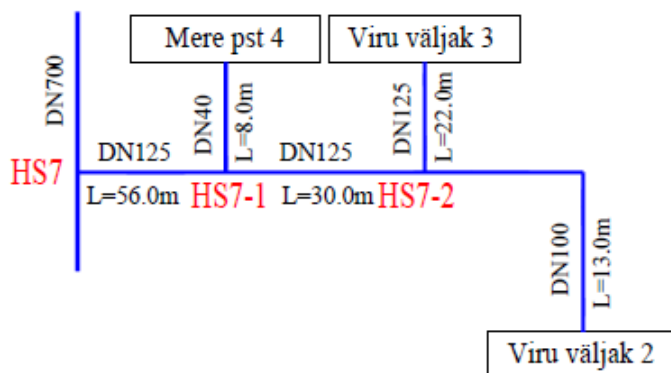 Mere pst 4
Viru väljak 3
DN700
DN40
L=8.0m
DN125
L=22.0m
DN125
DN125
HS7
L=56.0m
HS7-1
L=30.0m
HS7-2
DN100
L=13.0m
Viru väljak 2